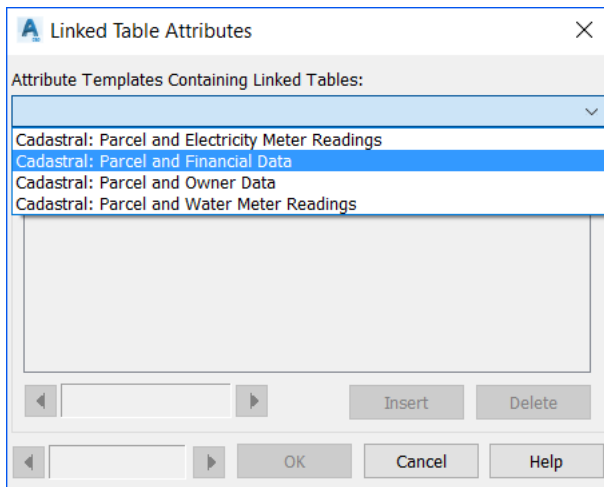 Linked Table Attributes
Attribute Templates Containing Linked Tables:
Cadastral: Parcel and Electricity Meter Readings
Cadastral: Parcel and Financial Data
Cadastral: Parcel and Owner Data
Cadastral: Parcel and Water Meter Readings
Insert Delete
OK Cancel Help